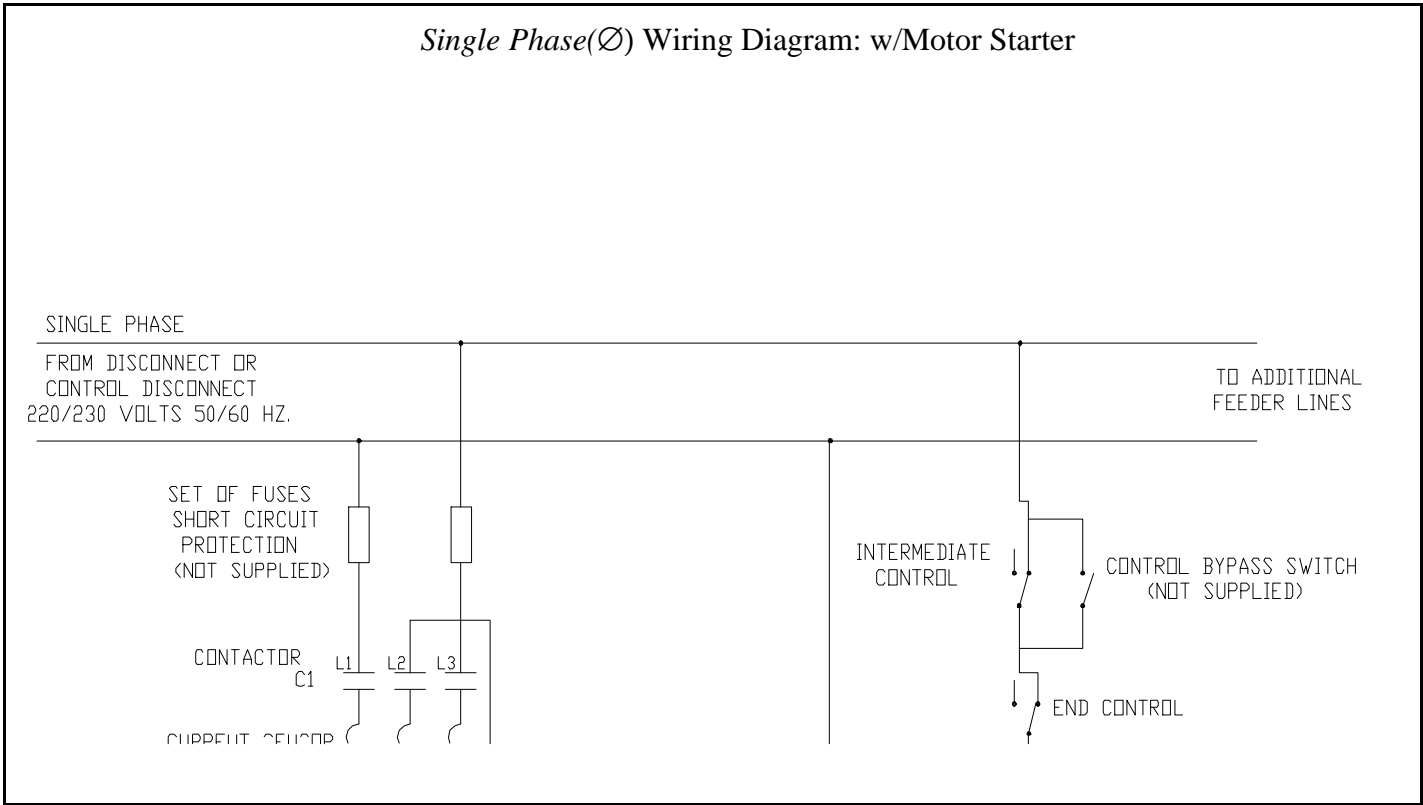 Single Phase(∅) Wiring Diagram: w/Motor Starter
SINGLE PHASE
FROM DISCONNECT OR
CONTROL DISCONNECT
220/230 VOLTS 50/60 HZ.
TO ADDITIONAL
FEEDER LINES
SET OF FUSES
SHORT CIRCUIT
PROTECTION
(NOT SUPPLIED)
INTERMEDIATE
CONTROL
CONTROL BYPASS SWITCH
(NOT SUPPLIED)
CONTACTOR
C1
L1 L2 L3
END CONTROL
CURRENT SENSOR